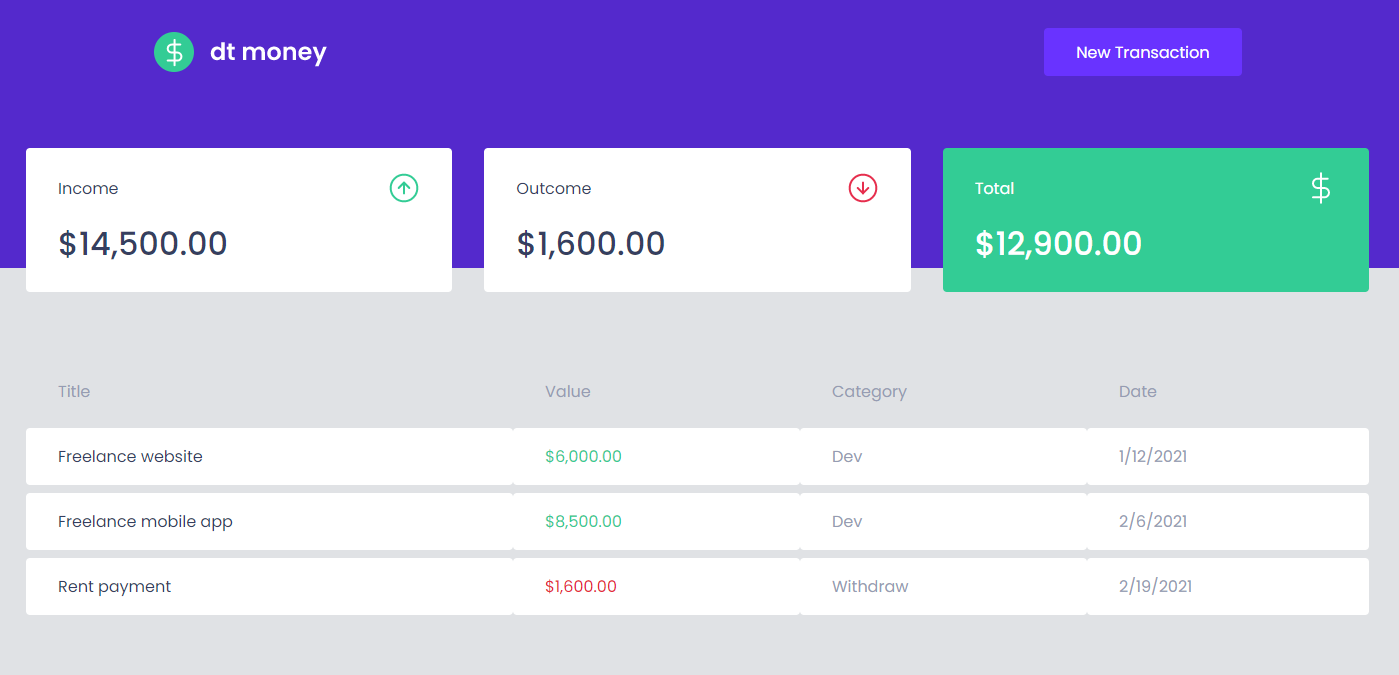 $ dt money
New Transaction
Income
$14,500.00
Outcome
$1,600.00
Total $
$12,900.00
Title Value Category Date
Freelance website $6,000.00 Dev 1/12/2021
Freelance mobile app $8,500.00 Dev 2/6/2021
Rent payment $1,600.00 Withdraw 2/19/2021